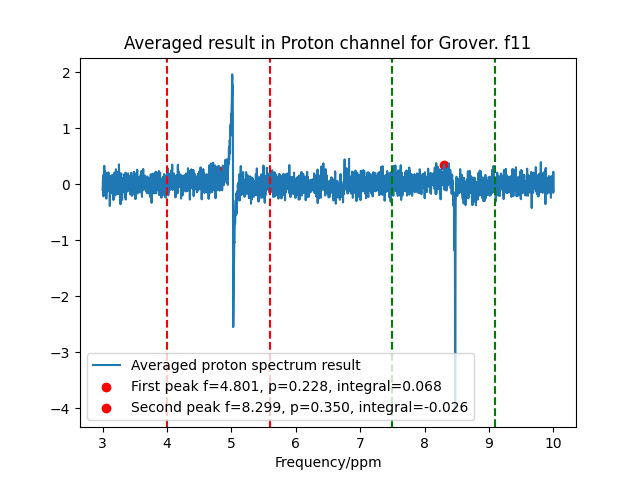 Averaged result in Proton channel for Grover. f11
2
1
0
−1
−2
−3
−4
Averaged proton spectrum result
First peak f=4.801, p=0.228, integral=0.068
Second peak f=8.299, p=0.350, integral=-0.026
3 4 5 6 7 8 9 10
Frequency/ppm